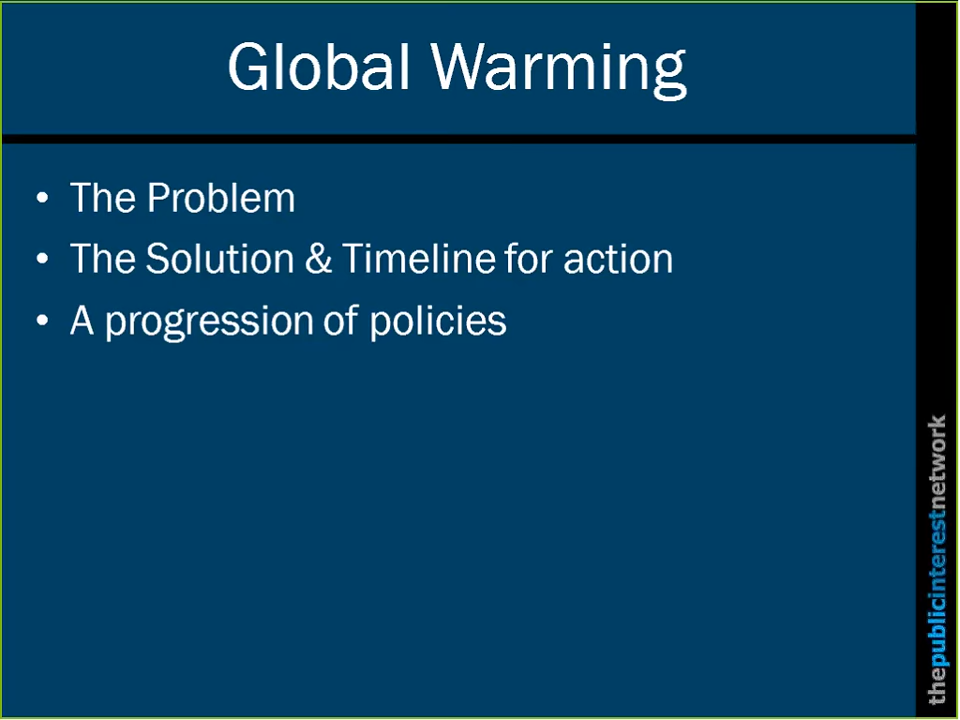 Global Warming
• The Problem
• The Solution & Timeline for action
• A progression of policies
thepublicinterestnetwork